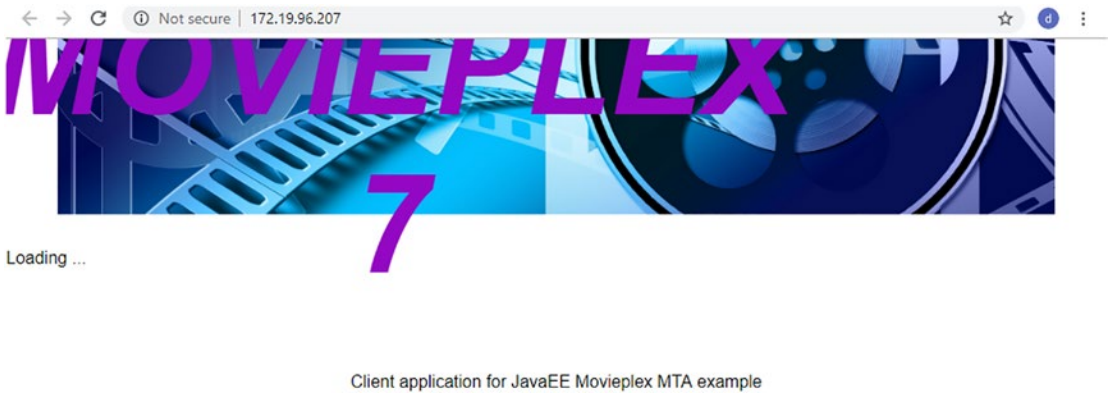 Not secure | 172.19.96.207
d
MOVIEPLEX
7
Loading ...
Client application for JavaEE Movieplex MTA example